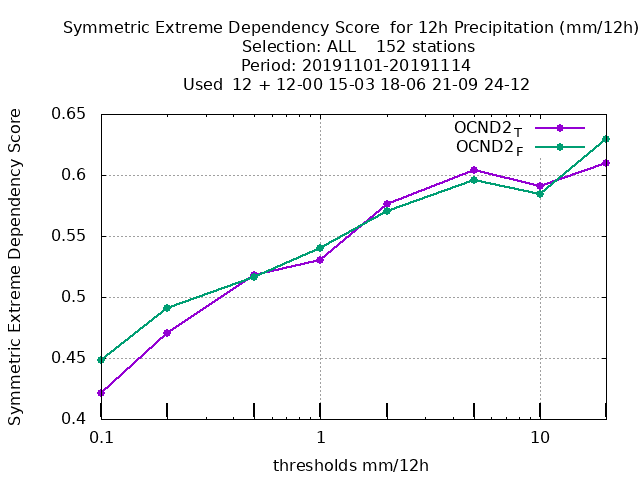 Symmetric Extreme Dependency Score for 12h Precipitation (mm/12h)
Selection: ALL 152 stations
Period: 20191101-20191114
Used 12 + 12-00 15-03 18-06 21-09 24-12
Symmetric Extreme Dependency Score
0.65
0.6
0.55
0.5
0.45
0.4
OCND2T
OCND2F
0.1 1 10
thresholds mm/12h